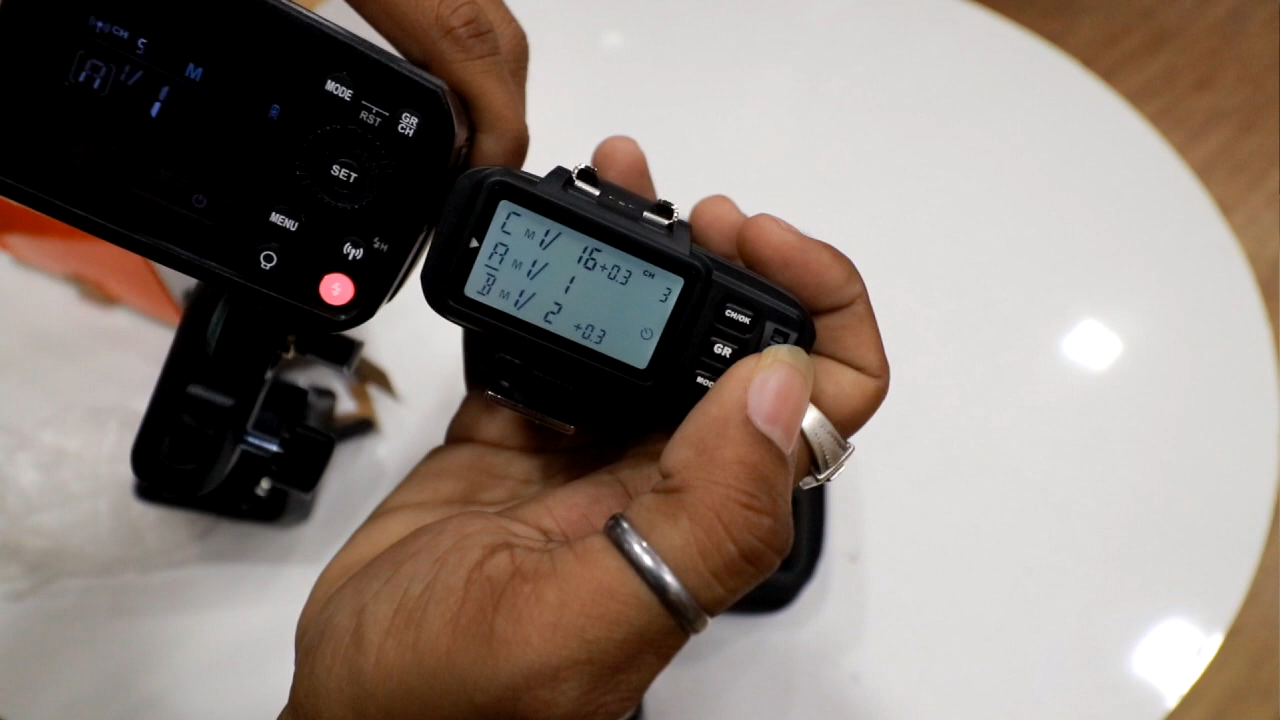 CH 5
M
A 1/1
MODE
RST
GR
CH
SET
MENU
H
C M 1/16+0.3 CH
A M 1/1 3
B M 1/2 +0.3
CH/OK
GR